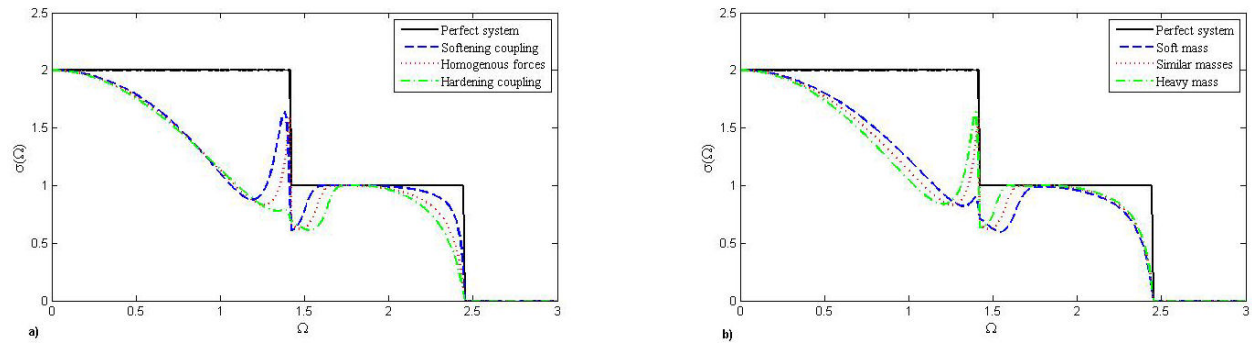 2.5
2
1.5
1
0.5
0
σ(Ω)
0
0.5
1
1.5
2
2.5
3
Ω
a)
Perfect system
Softening coupling
Homogenous forces
Hardening coupling
2.5
2
1.5
1
0.5
0
σ(Ω)
0
0.5
1
1.5
2
2.5
3
Ω
b)
Perfect system
Soft mass
Similar masses
Heavy mass